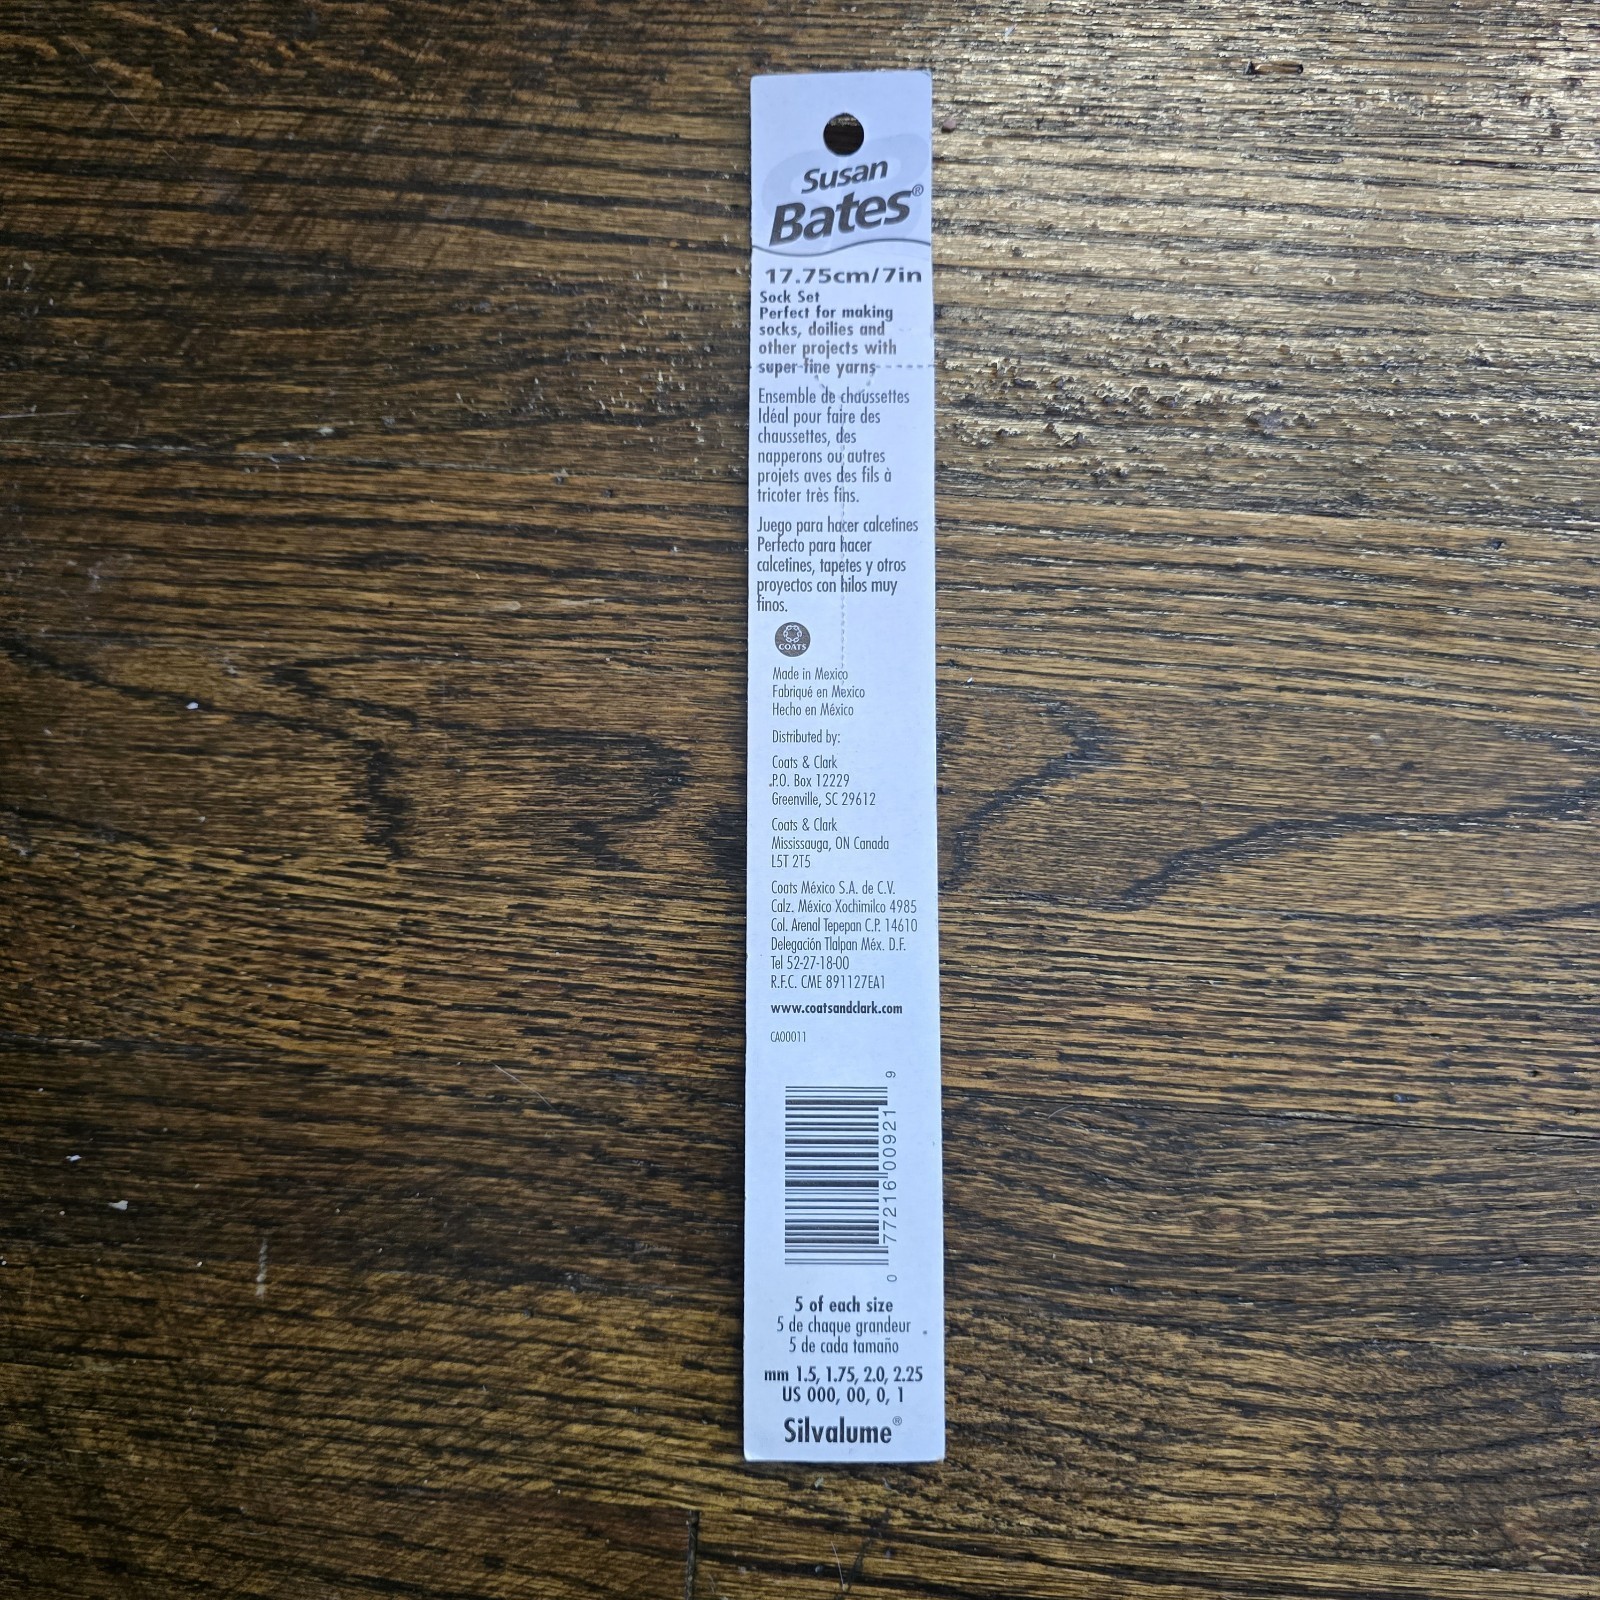 Susan
Bates®
17.75cm/7in
Sock Set
Perfect for making
socks, doilies and
other projects with
super-fine yarns
Ensemble de chaussettes
Idéal pour faire des
chaussettes, des
napperons ou autres
projets aves des fils à
tricoter très fins.
Juego para hacer calcetines
Perfecto para hacer
calcetines, tapetes y otros
proyectos con hilos muy
finos.
COATS
Made in Mexico
Fabriqué en Mexico
Hecho en México
Distributed by:
Coats & Clark
P.O. Box 12229
Greenville, SC 29612
Coats & Clark
Mississauga, ON Canada
L5T 2T5
Coats México S.A. de C.V.
Calz. México Xochimilco 4985
Col. Arenal Tepepan C.P. 14610
Delegación Tlalpan Méx. D.F.
Tel 52-27-18-00
R.F.C. CME 891127EA1
www.coatsandclark.com
CA00011
0 77216 00921 9
5 of each size
5 de chaque grandeur
5 de cada tamaño
mm 1.5, 1.75, 2.0, 2.25
US 000, 00, 0, 1
Silvalume®